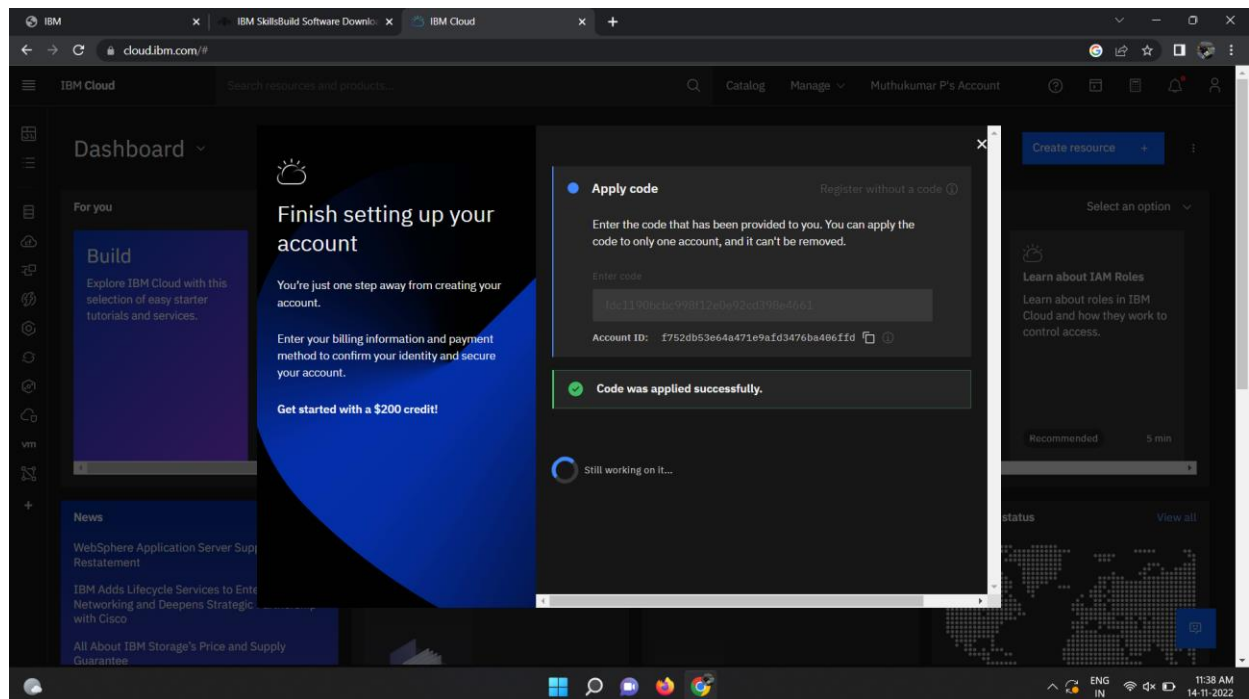 IBM
IBM SkillsBuild Software Downlo
IBM Cloud
cloud.ibm.com/#
IBM Cloud
Search resources and products...
Catalog
Manage
Muthukumar P's Account
Dashboard
Create resource +
For you
Select an option
Build
Explore IBM Cloud with this
selection of easy starter
tutorials and services.
Finish setting up your
account
You're just one step away from creating your
account.
Enter your billing information and payment
method to confirm your identity and secure
your account.
Get started with a $200 credit!
Apply code
Register without a code
Enter the code that has been provided to you. You can apply the
code to only one account, and it can't be removed.
Enter code
Account ID: f752db53e64a471e9afd3476ba406ffd
Code was applied successfully.
Still working on it...
Learn about IAM Roles
Learn about roles in IBM
Cloud and how they work to
control access.
Recommended
5 min
vm
News
WebSphere Application Server Supp
Restatement
IBM Adds Lifecycle Services to Ente
Networking and Deepens Strategic
with Cisco
All About IBM Storage's Price and Supply
Guarantee
status
View all
ENG
IN
11:38 AM
14-11-2022